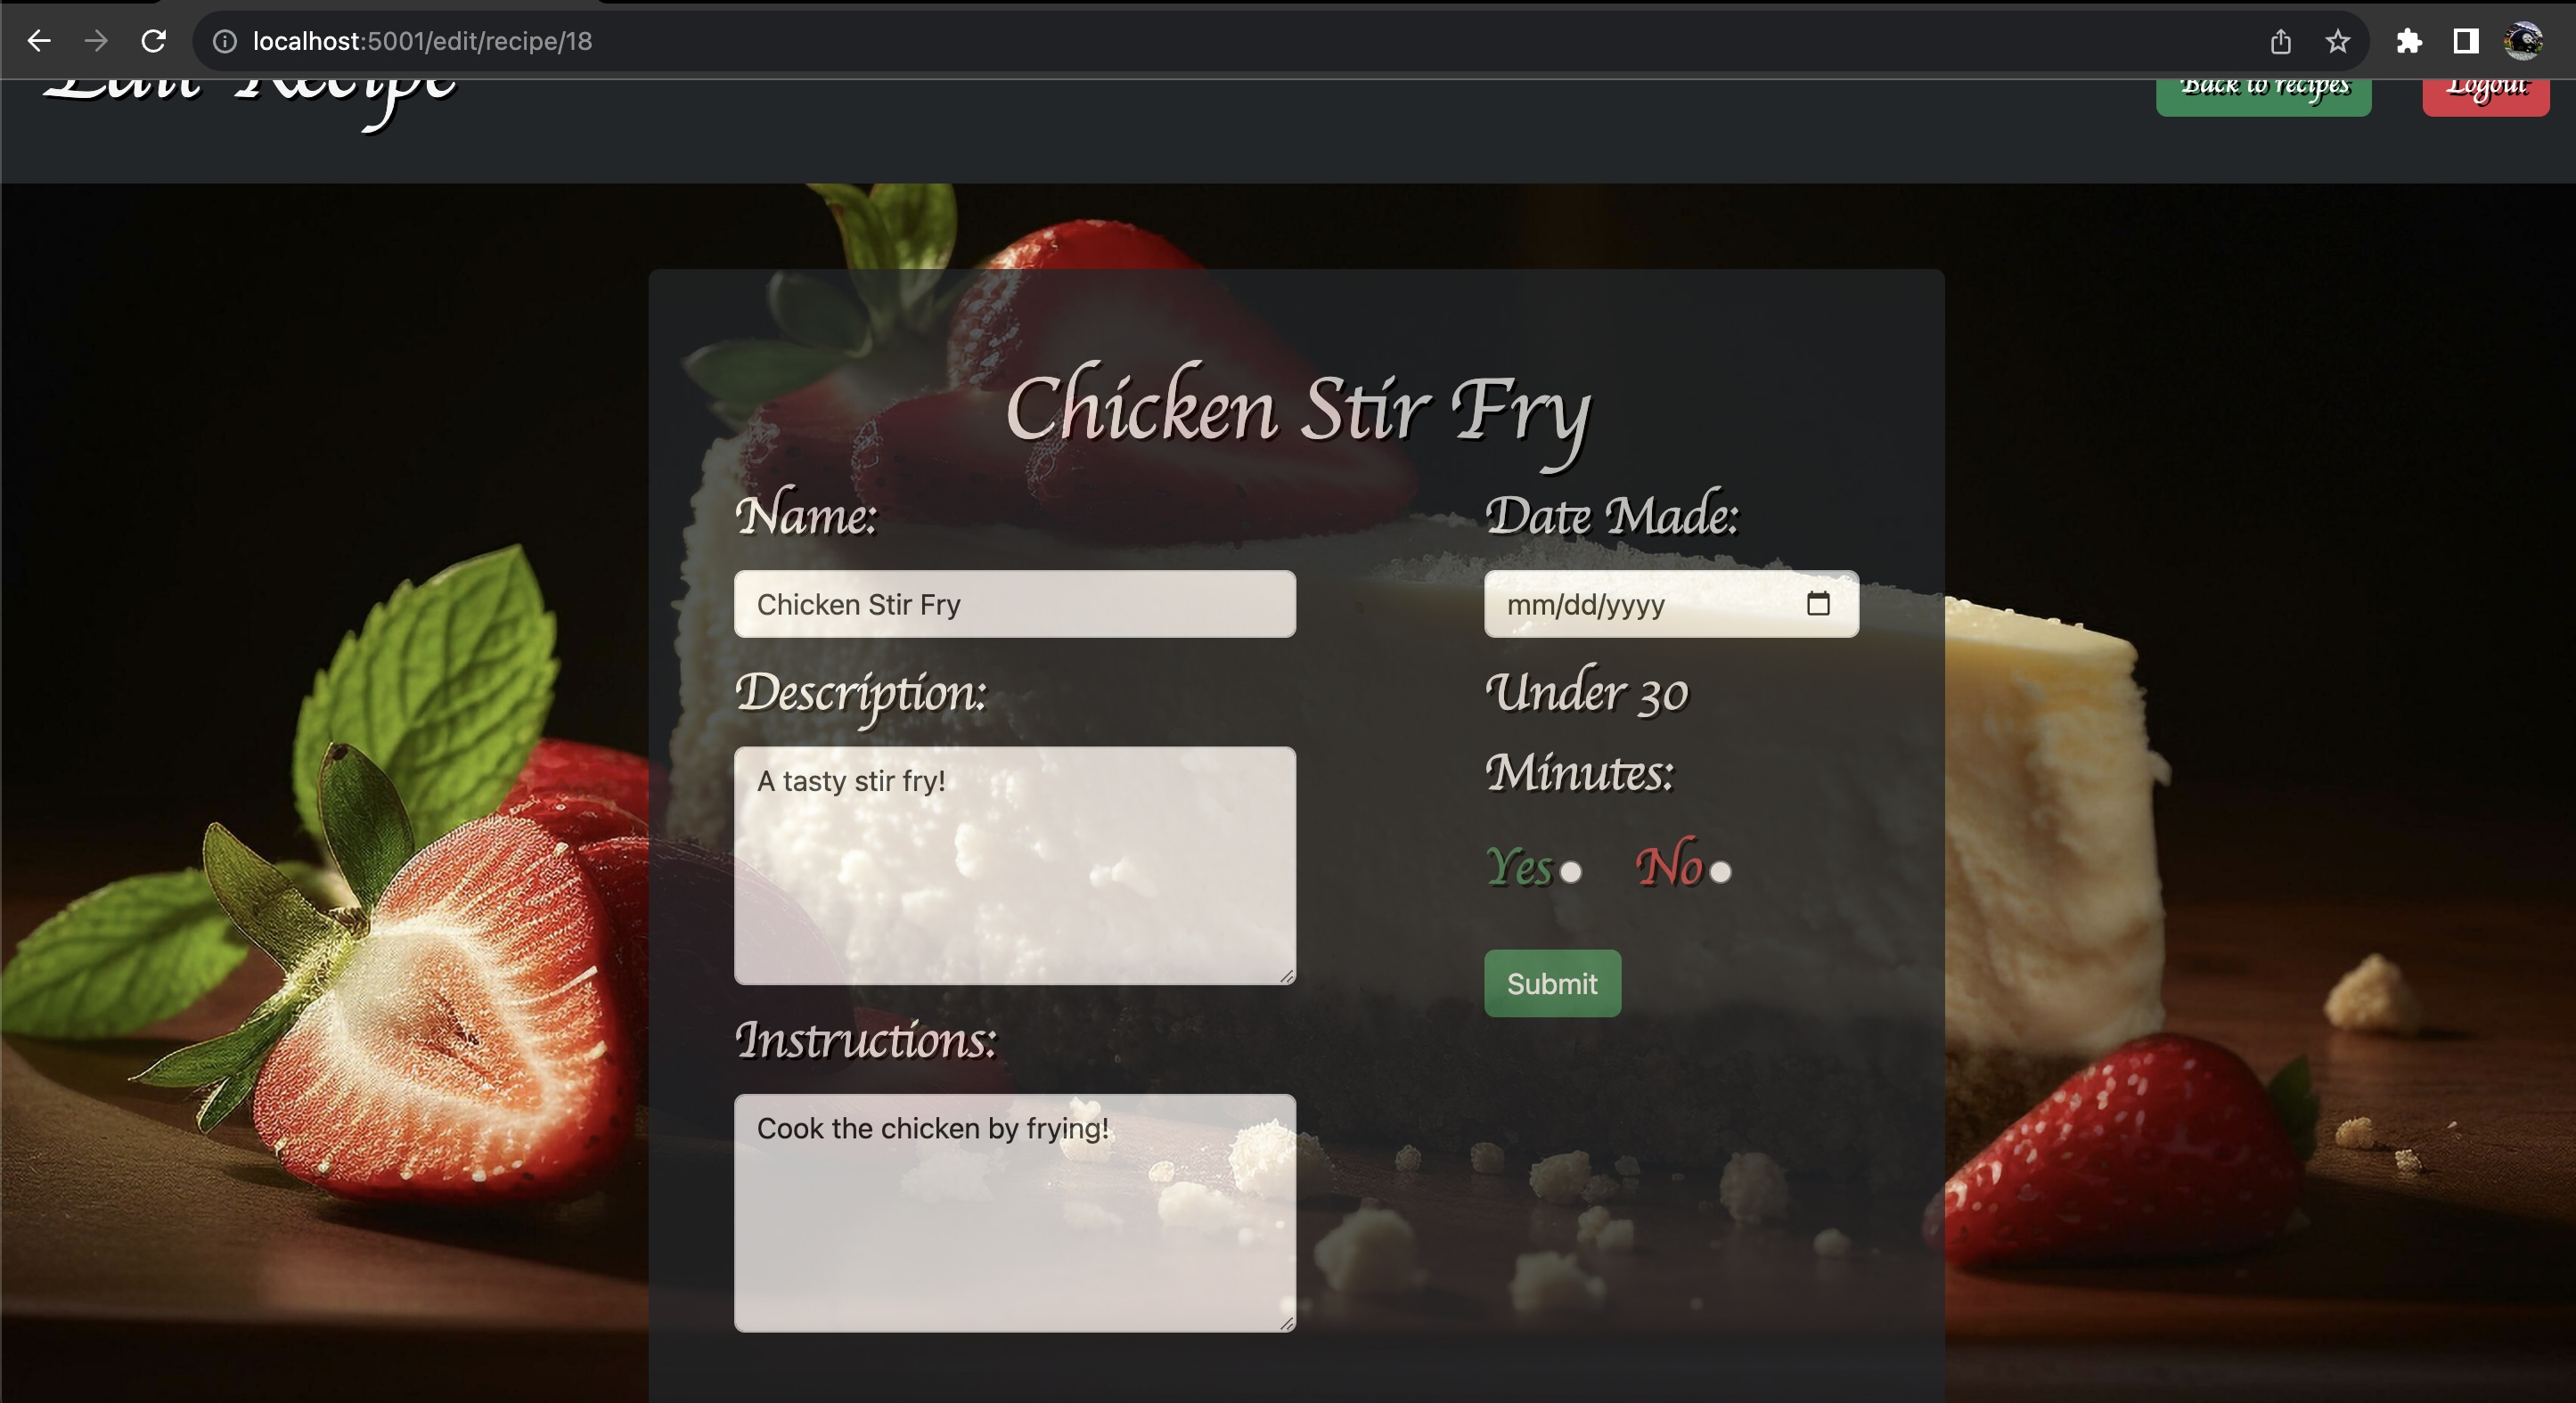 localhost:5001/edit/recipe/18
Edit Recipe
Back to recipes
Logout
Chicken Stir Fry
Name:
Date Made:
Chicken Stir Fry
mm/dd/yyyy
Description:
Under 30
A tasty stir fry!
Minutes:
Yes No
Submit
Instructions:
Cook the chicken by frying!